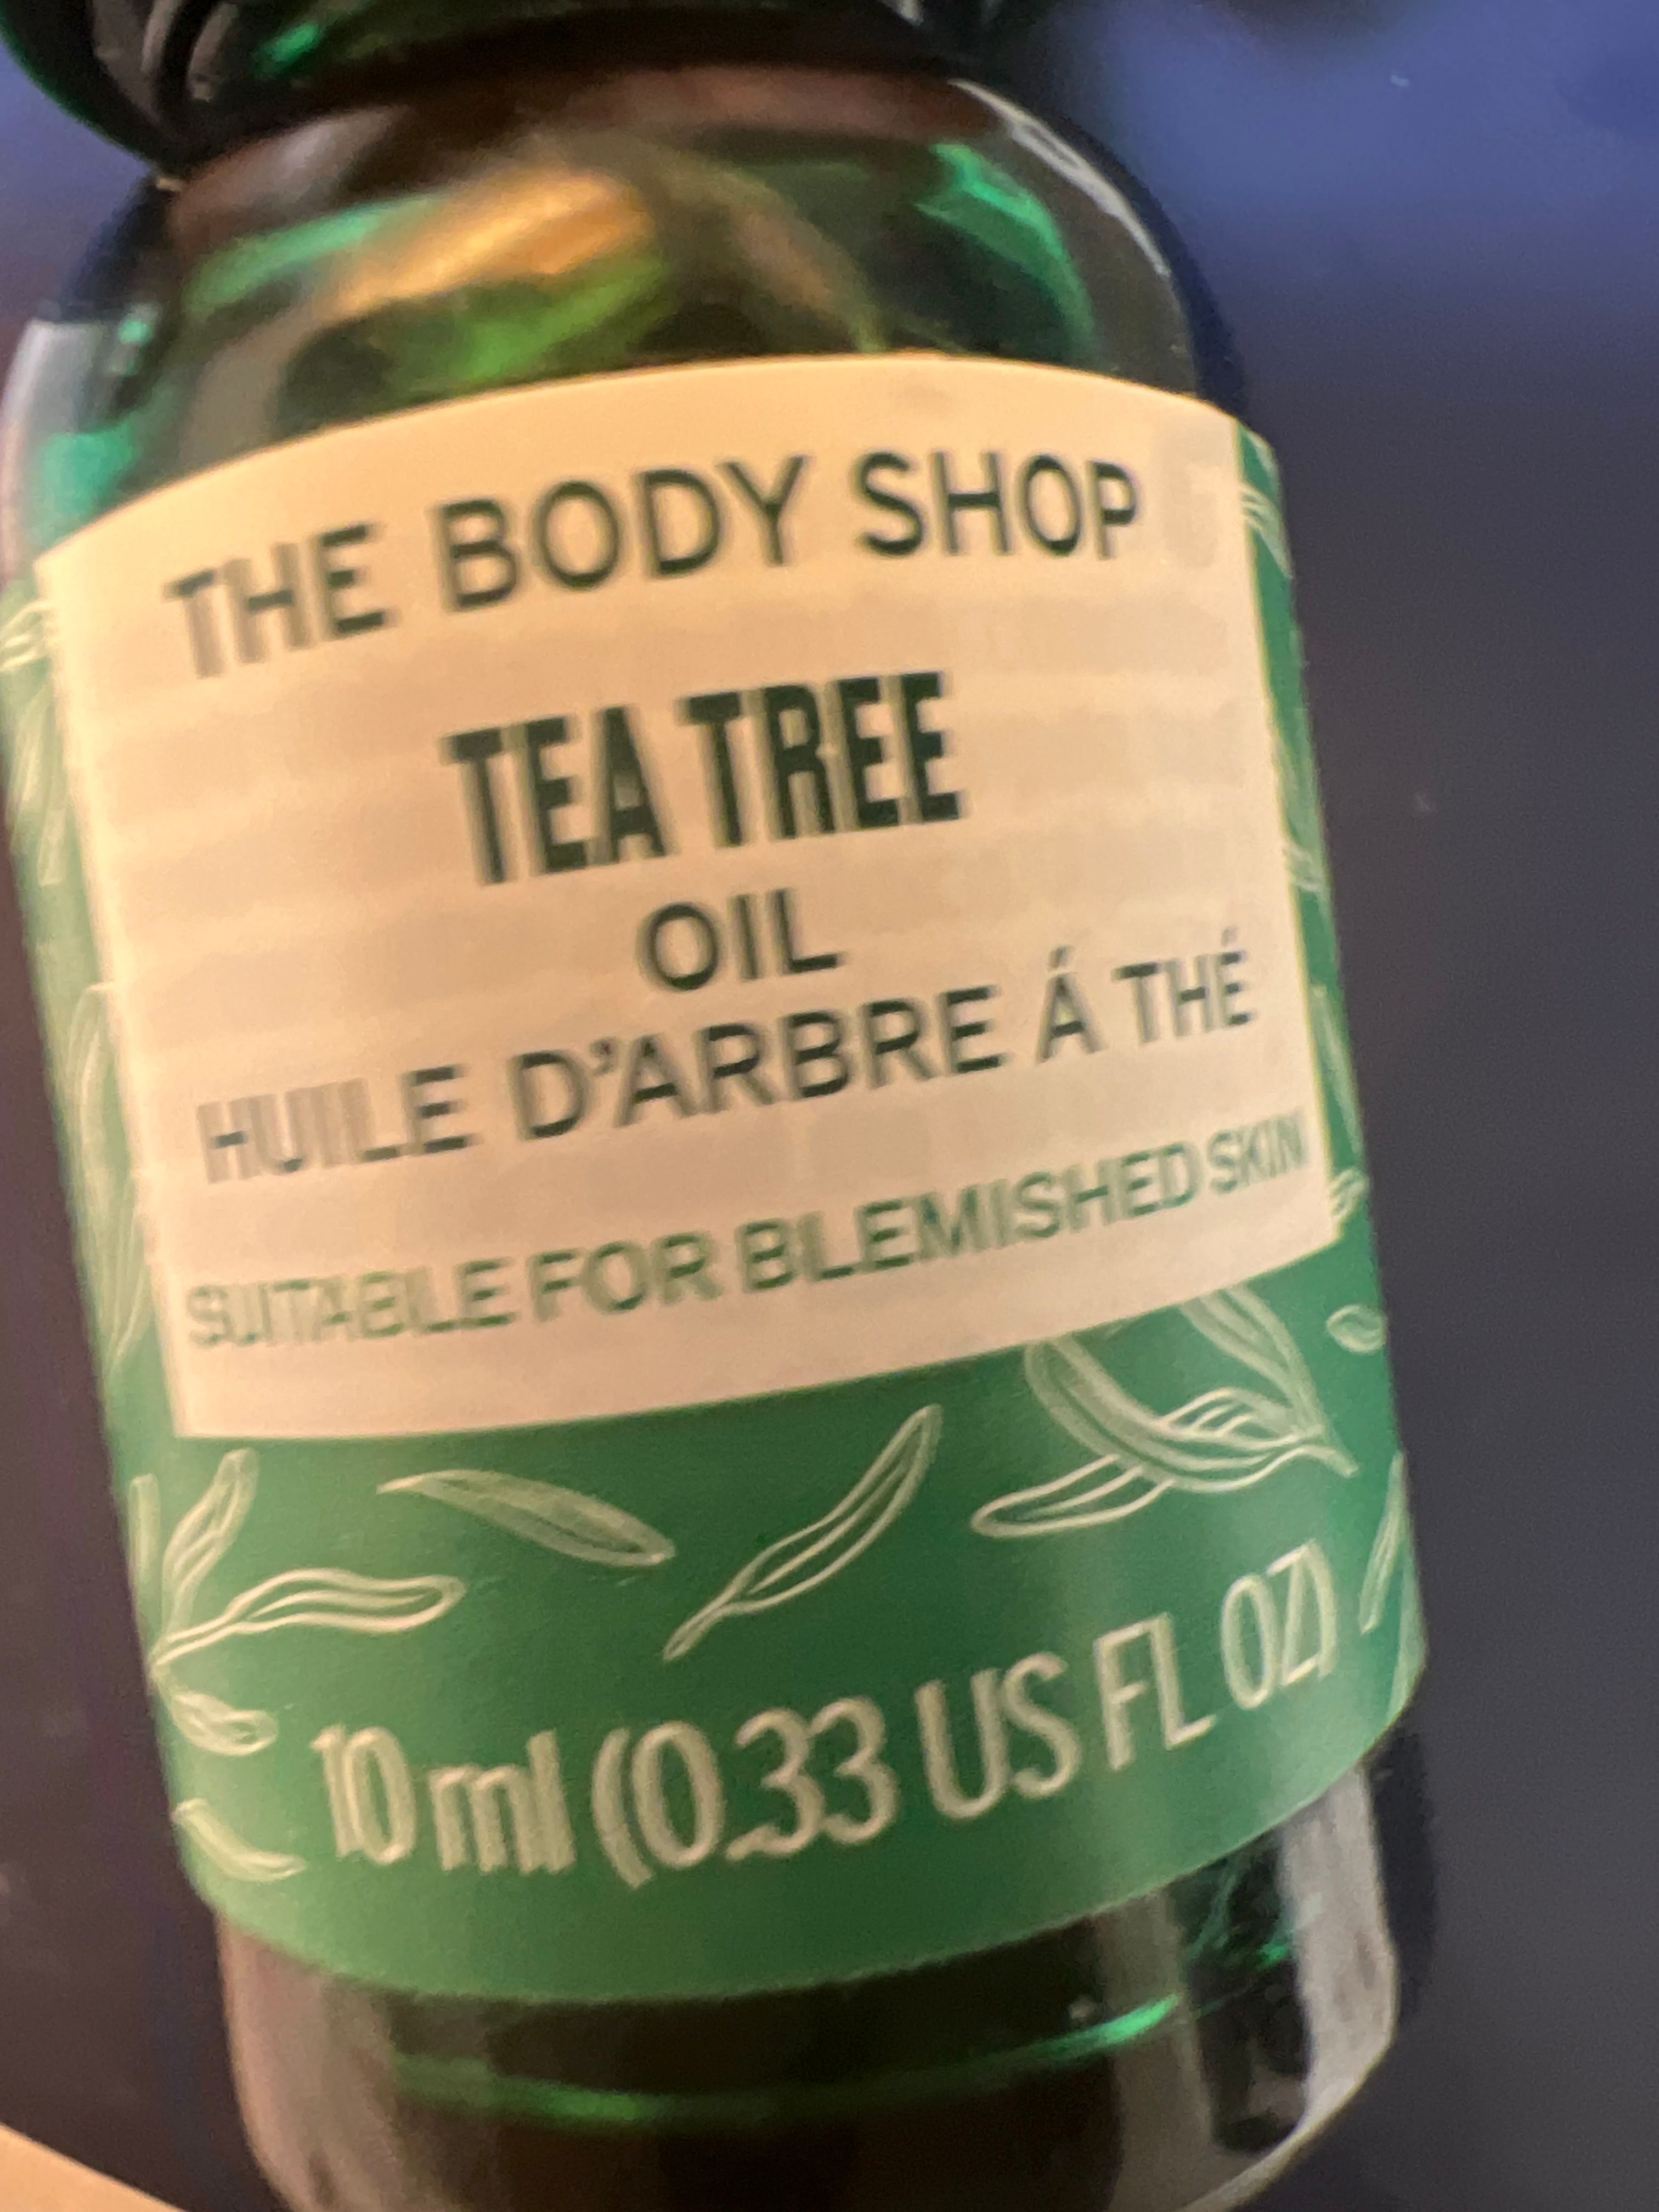 THE BODY SHOP
TEA TREE
OIL
HUILE D'ARBRE Á THÉ
SUITABLE FOR BLEMISHED SKIN
10 ml (0.33 US FL OZ)